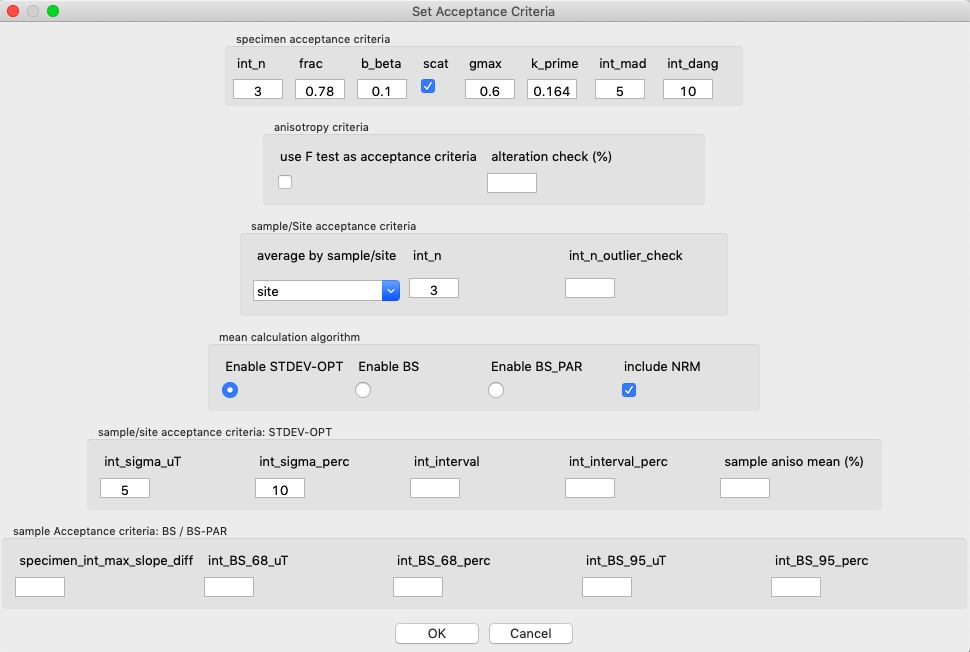 Set Acceptance Criteria
specimen acceptance criteria
int_n frac b_beta scat gmax k_prime int_mad int_dang
3 0.78 0.1 0.6 0.164 5 10
anisotropy criteria
use F test as acceptance criteria alteration check (%)
sample/Site acceptance criteria
average by sample/site int_n int_n_outlier_check
site 3
mean calculation algorithm
Enable STDEV-OPT Enable BS Enable BS_PAR include NRM
sample/site acceptance criteria: STDEV-OPT
int_sigma_uT int_sigma_perc int_interval int_interval_perc sample aniso mean (%)
5 10
sample Acceptance criteria: BS / BS-PAR
specimen_int_max_slope_diff int_BS_68_uT int_BS_68_perc int_BS_95_uT int_BS_95_perc
OK Cancel